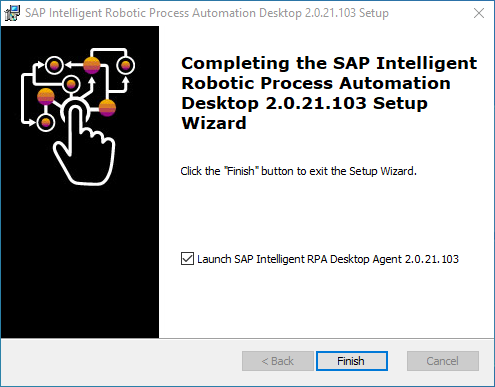 SAP Intelligent Robotic Process Automation Desktop 2.0.21.103 Setup
Completing the SAP Intelligent
Robotic Process Automation
Desktop 2.0.21.103 Setup
Wizard
Click the "Finish" button to exit the Setup Wizard.
Launch SAP Intelligent RPA Desktop Agent 2.0.21.103
< Back
Finish
Cancel